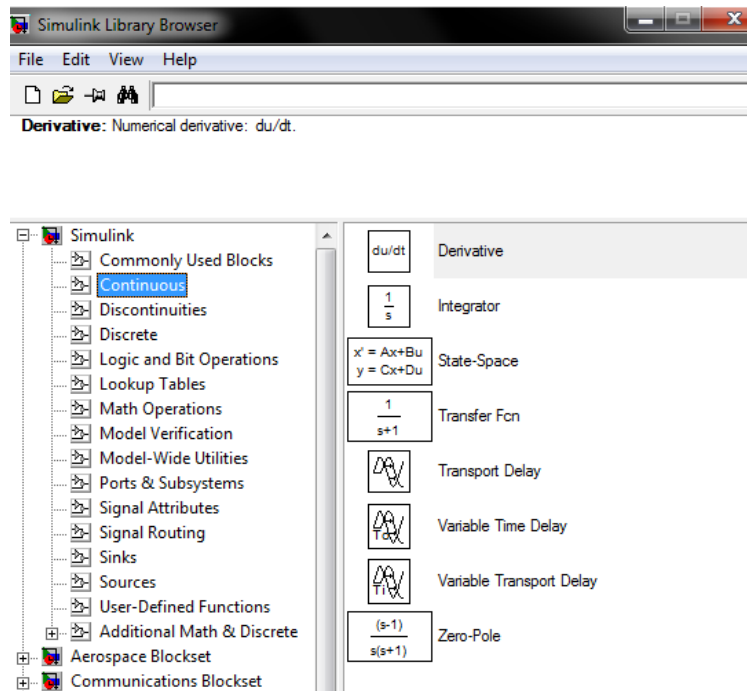 Simulink Library Browser
File Edit View Help
Derivative: Numerical derivative: du/dt.
Simulink
Commonly Used Blocks
Continuous
Discontinuities
Discrete
Logic and Bit Operations
Lookup Tables
Math Operations
Model Verification
Model-Wide Utilities
Ports & Subsystems
Signal Attributes
Signal Routing
Sinks
Sources
User-Defined Functions
Additional Math & Discrete
Aerospace Blockset
Communications Blockset
du/dt Derivative
1
s
Integrator
x' = Ax+Bu
y = Cx+Du
State-Space
1
s+1
Transfer Fcn
Transport Delay
Variable Time Delay
Ti
Variable Transport Delay
(s-1)
s(s+1)
Zero-Pole